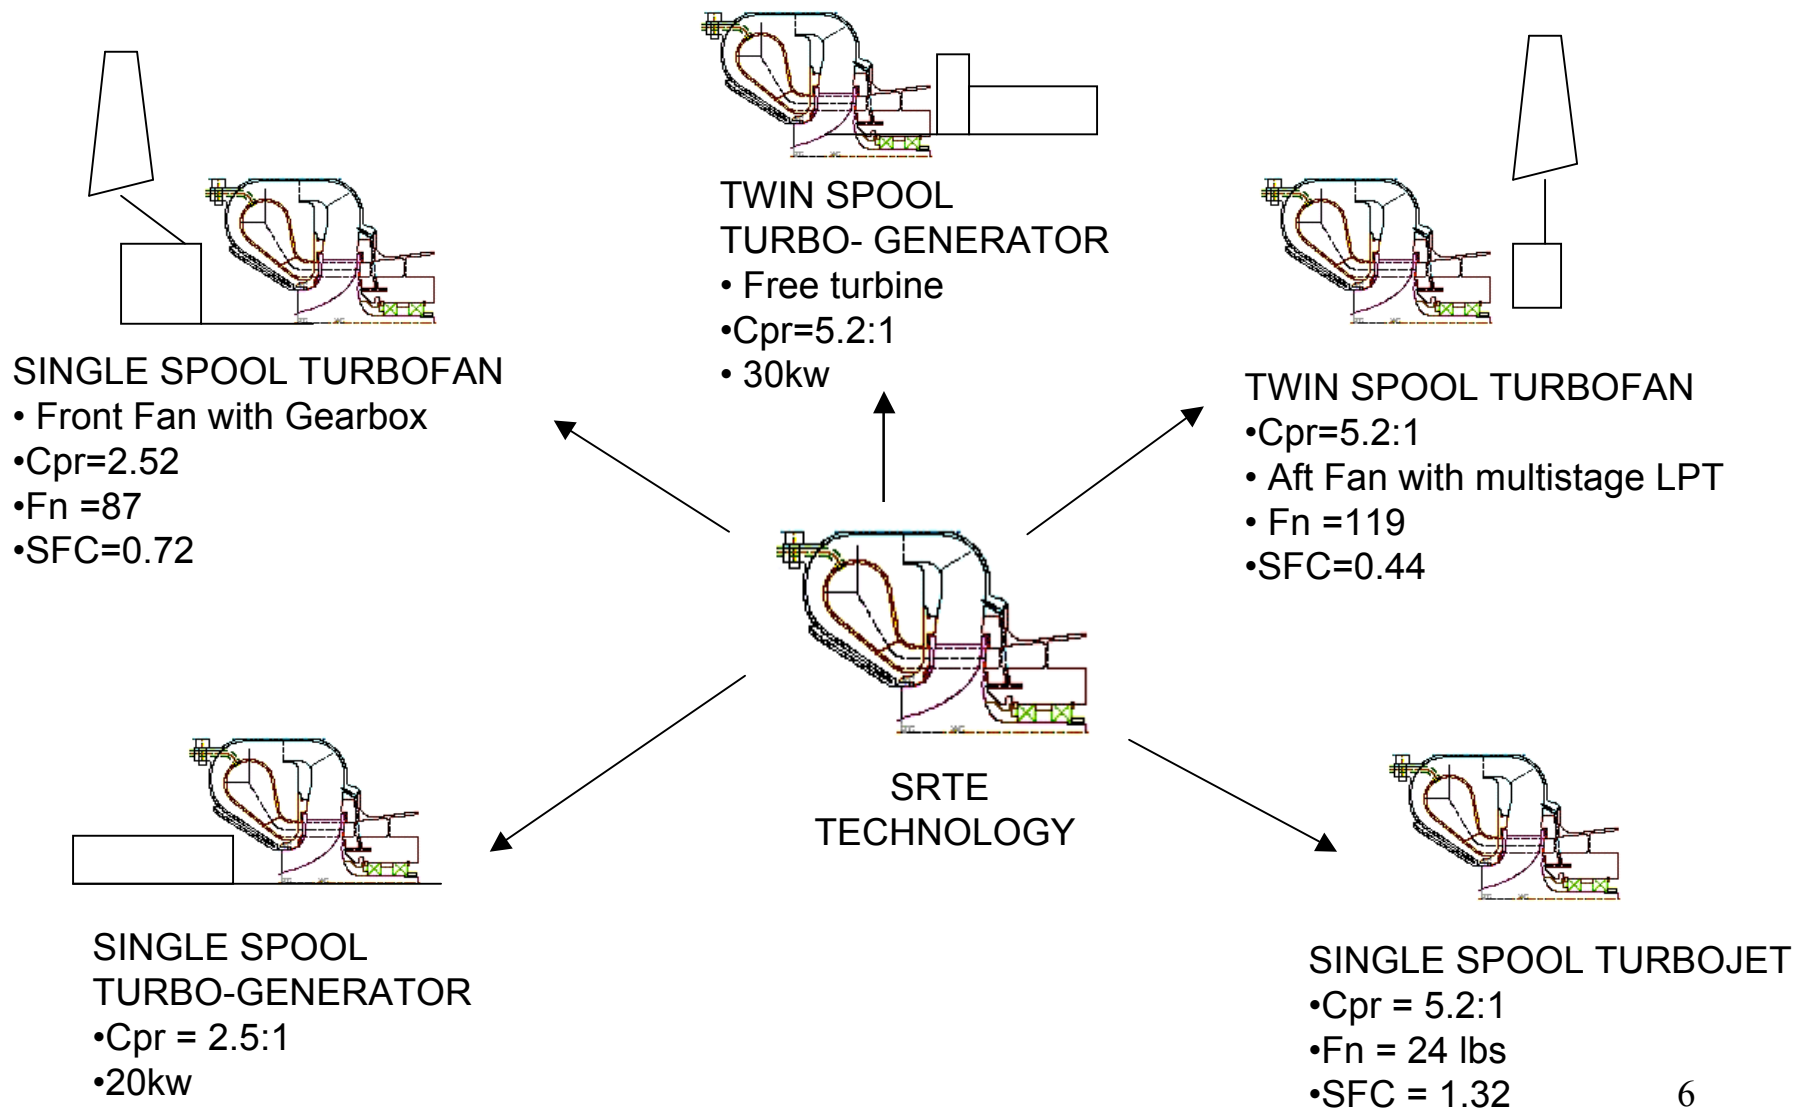 TWIN SPOOL
TURBO- GENERATOR
• Free turbine
•Cpr=5.2:1
• 30kw
SINGLE SPOOL TURBOFAN
• Front Fan with Gearbox
•Cpr=2.52
•Fn =87
•SFC=0.72
TWIN SPOOL TURBOFAN
•Cpr=5.2:1
• Aft Fan with multistage LPT
• Fn =119
•SFC=0.44
SRTE
TECHNOLOGY
SINGLE SPOOL
TURBO-GENERATOR
•Cpr = 2.5:1
•20kw
SINGLE SPOOL TURBOJET
•Cpr = 5.2:1
•Fn = 24 lbs
•SFC = 1.32
6